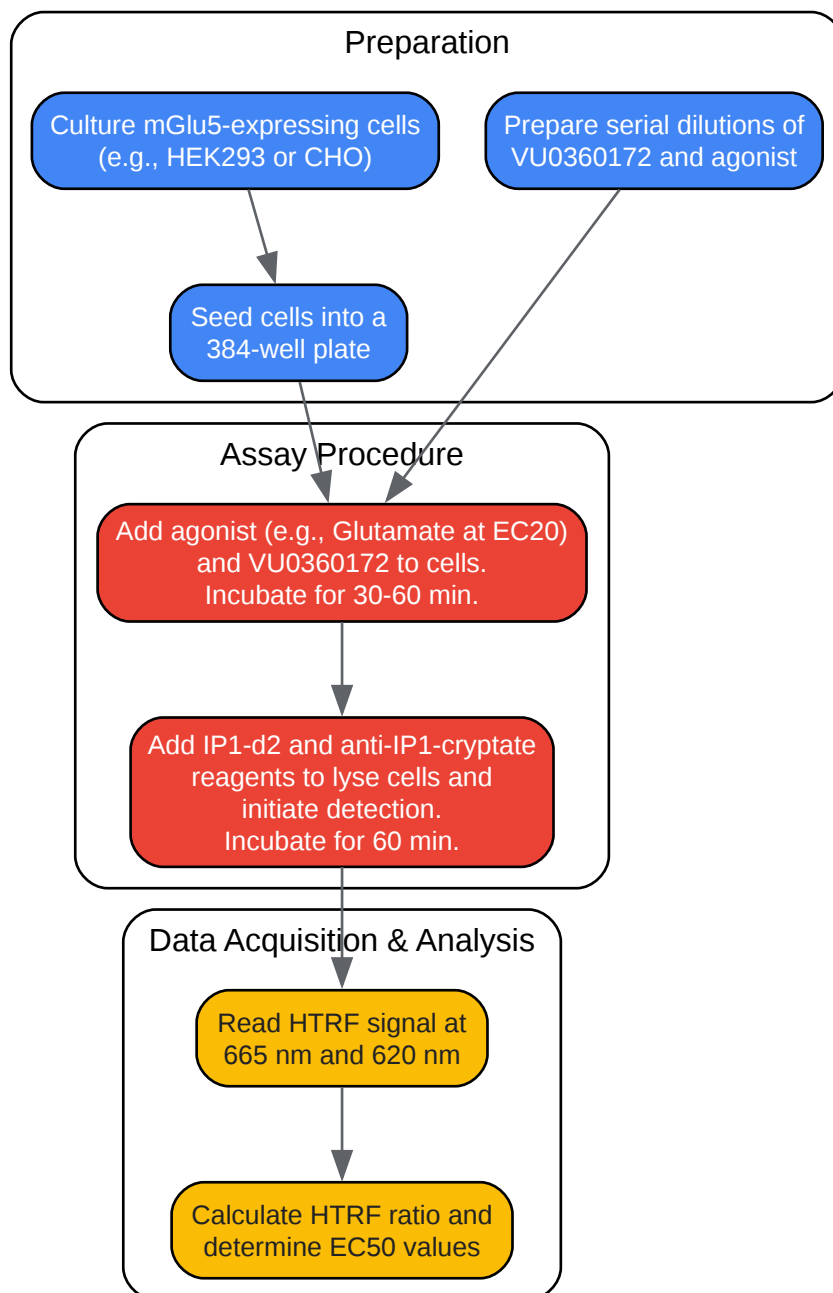 Preparation
Culture mGlu5-expressing cells
(e.g., HEK293 or CHO)
Prepare serial dilutions of
VU0360172 and agonist
Seed cells into a
384-well plate
Assay Procedure
Add agonist (e.g., Glutamate at EC20)
and VU0360172 to cells.
Incubate for 30-60 min.
Add IP1-d2 and anti-IP1-cryptate
reagents to lyse cells and
initiate detection.
Incubate for 60 min.
Data Acquisition & Analysis
Read HTRF signal at
665 nm and 620 nm
Calculate HTRF ratio and
determine EC50 values